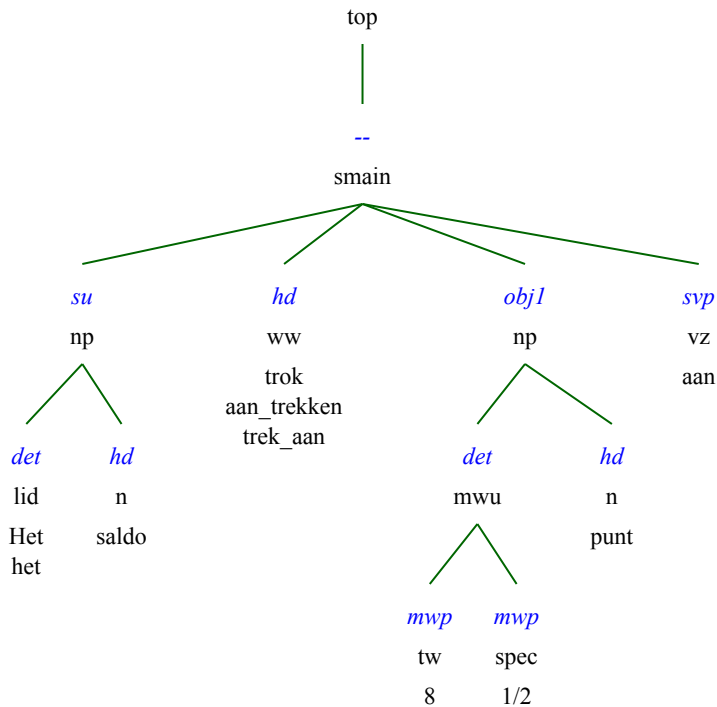 top
--
smain
su hd obj1 svp
np ww np vz
trok aan
aan_trekken
trek_aan
det hd det hd
lid n mwu n
Het saldo punt
het
mwp mwp
tw spec
8 1/2